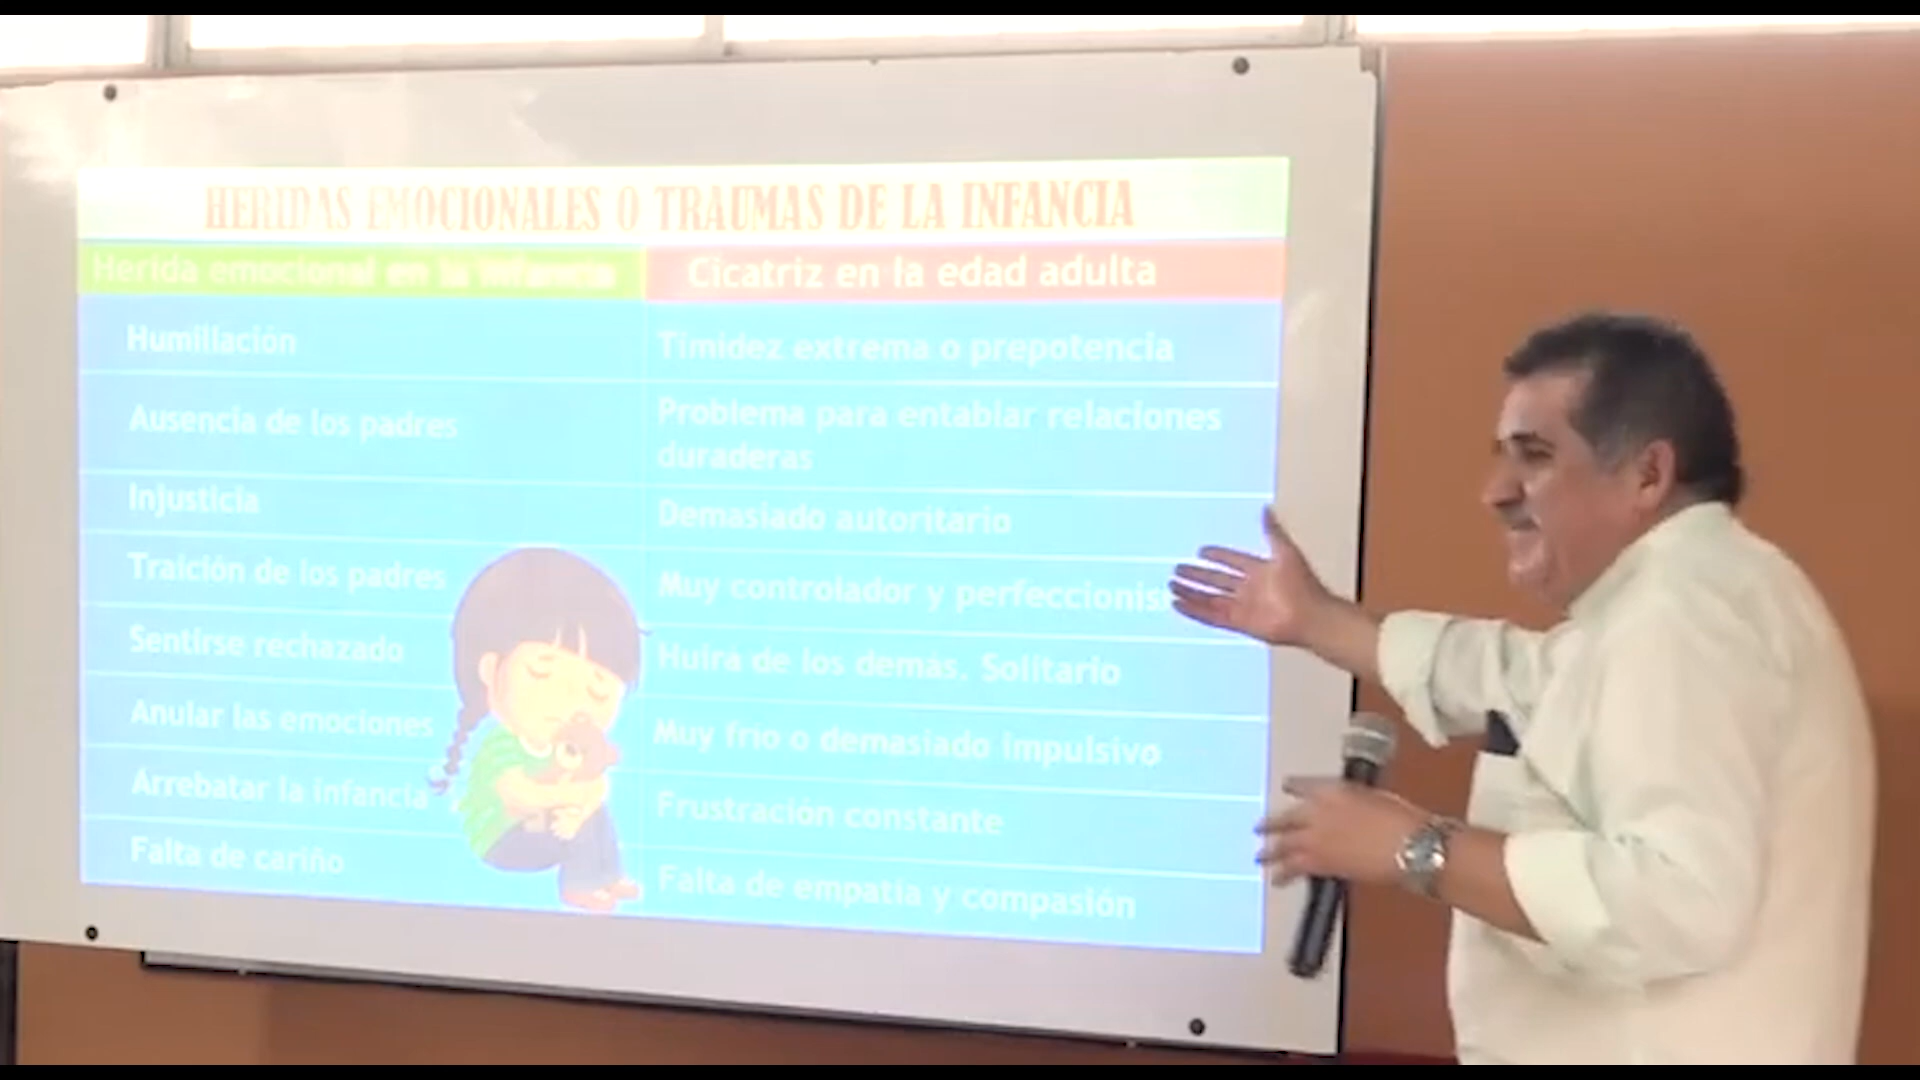 HERIDAS EMOCIONALES O TRAUMAS DE LA INFANCIA
Herida emocional en la infancia
Cicatriz en la edad adulta
Humillación
Timidez extrema o prepotencia
Ausencia de los padres
Problema para entablar relaciones
duraderas
Injusticia
Demasiado autoritario
Traición de los padres
Muy controlador y perfeccionis
Sentirse rechazado
Huirá de los demás. Solitario
Anular las emociones
Muy frio o demasiado impulsivo
Arrebatar la infancia
Frustración constante
Falta de cariño
Falta de empatía y compasión